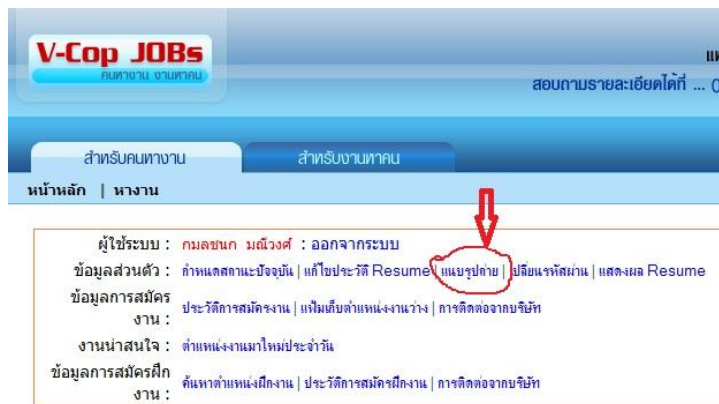 V-Cop JOBs
คนหางาน งานหาคน
สอบถามรายละเอียดได้ที่ ...
สำหรับคนหางาน
สำหรับงานหาคน
หน้าหลัก | หางาน
ผู้ใช้ระบบ : กมลชนก มณีวงศ์ : ออกจากระบบ
ข้อมูลส่วนตัว : กำหนดสถานะปัจจุบัน | แก้ไขประวัติ Resume | แนบรูปถ่าย | เปลี่ยนรหัสผ่าน | แสดงผล Resume
ข้อมูลการสมัคร
งาน : ประวัติการสมัครงาน | แฟ้มเก็บตำแหน่งงานว่าง | การติดต่อจากบริษัท
งานน่าสนใจ : ตำแหน่งงานมาใหม่ประจำวัน
ข้อมูลการสมัครฝึก
งาน : ค้นหาตำแหน่งฝึกงาน | ประวัติการสมัครฝึกงาน | การติดต่อจากบริษัท